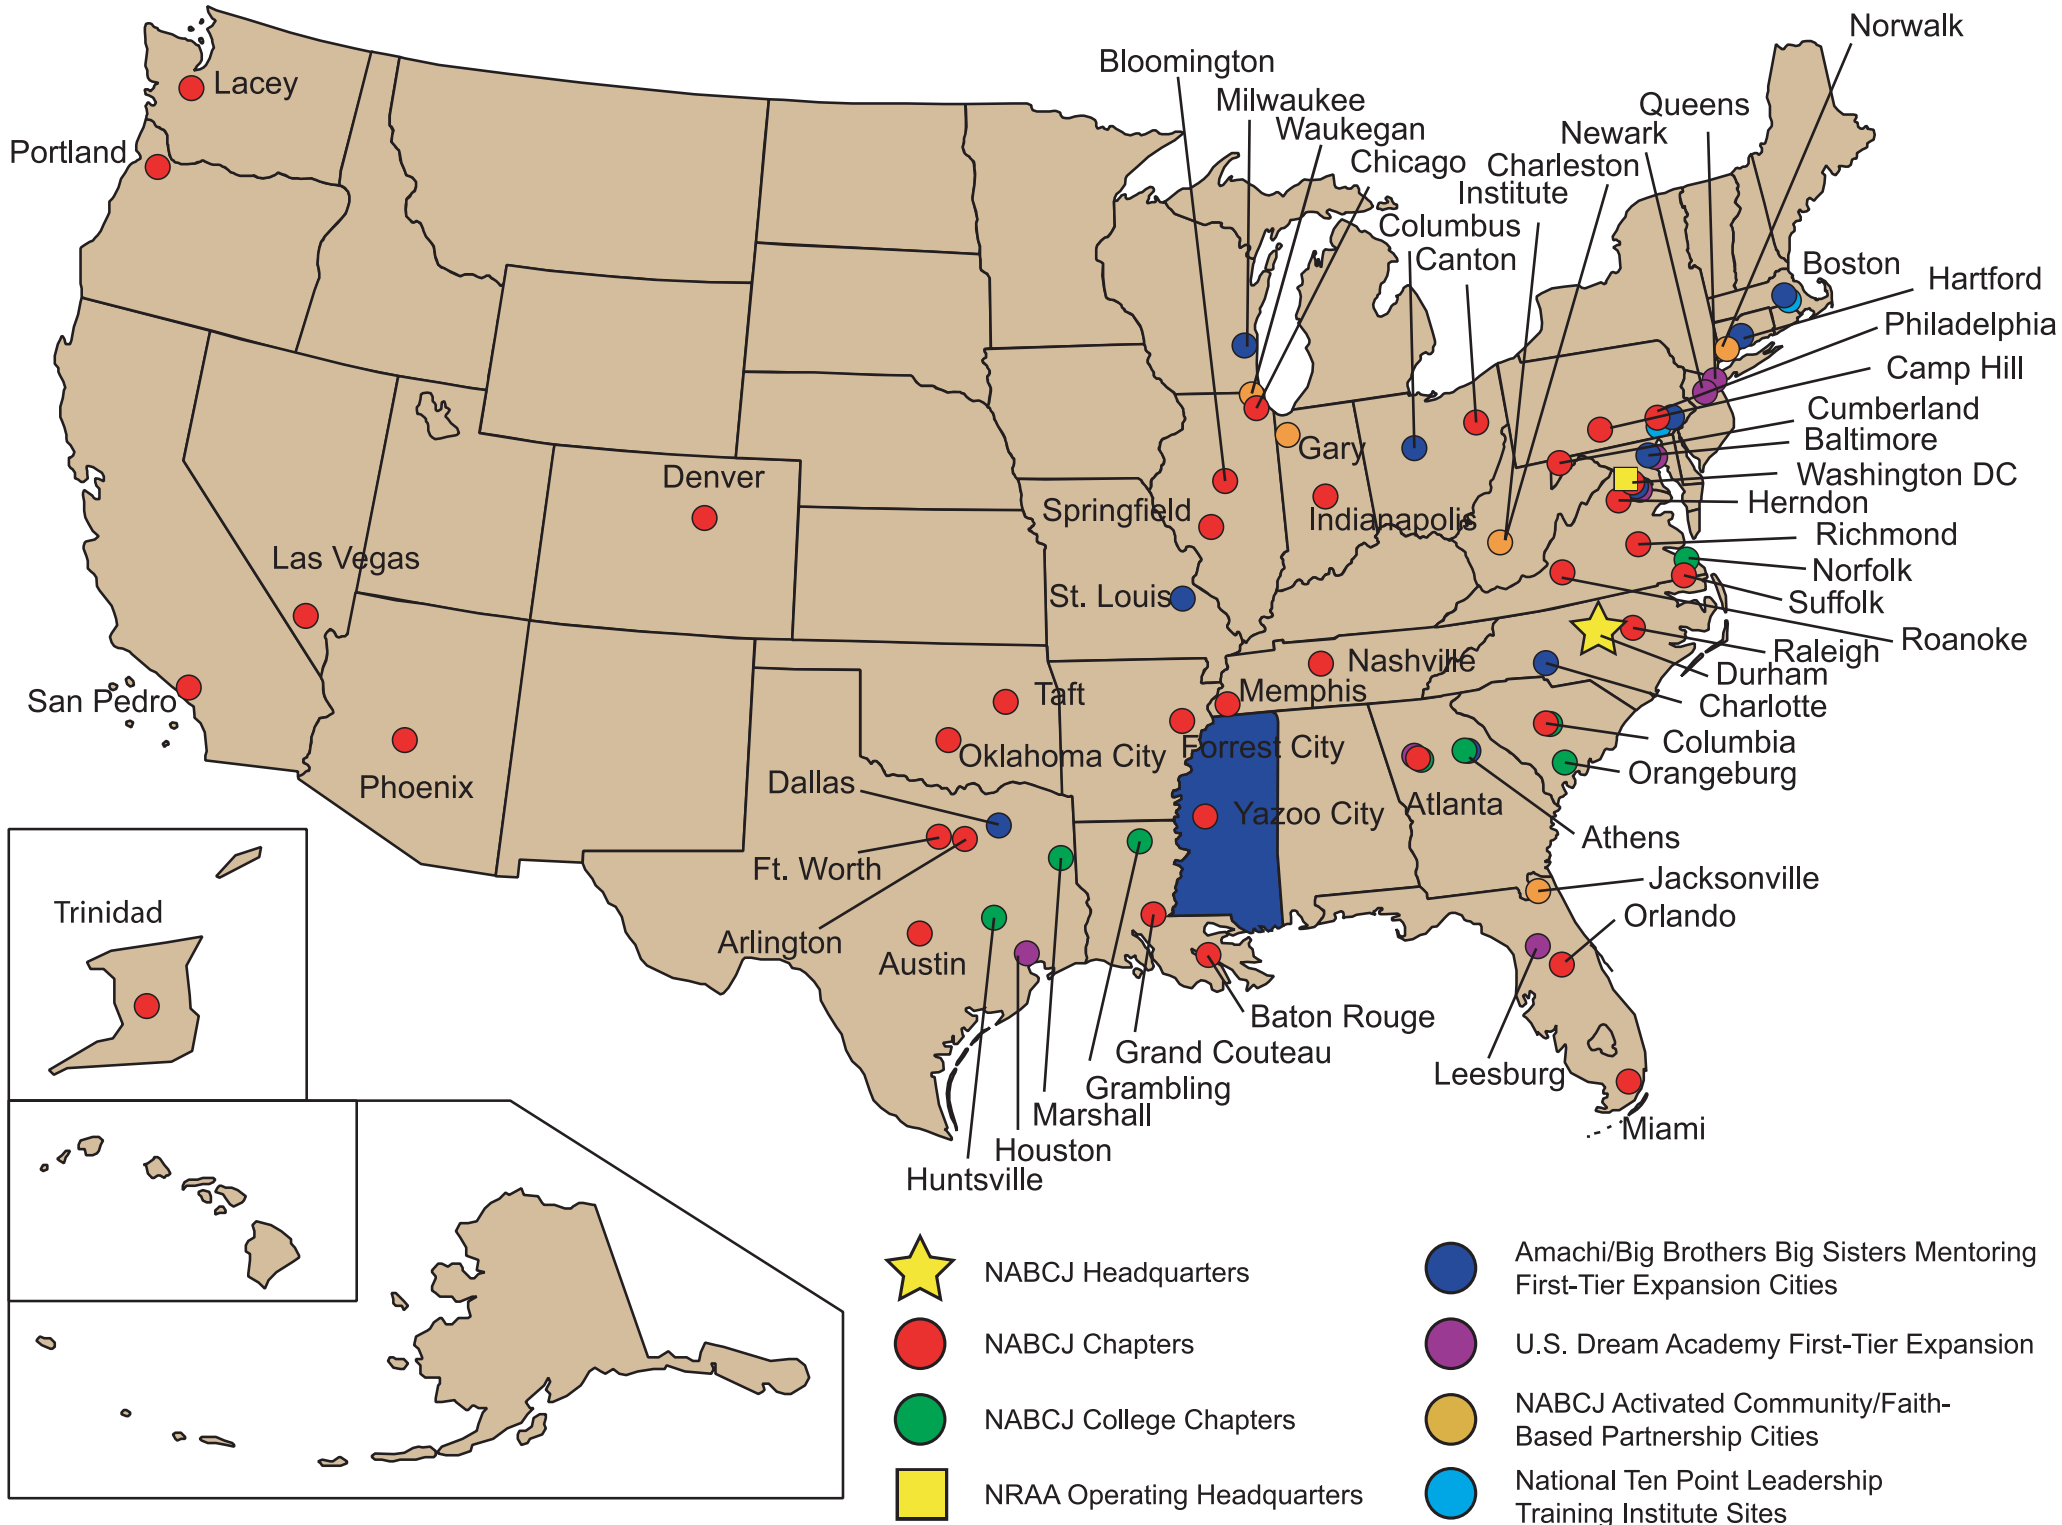 Norwalk
Bloomington
Queens
Milwaukee
Waukegan
Newark
Chicago
Charleston
Institute
Columbus
Canton
Lacey
Portland
Boston
Hartford
Philadelphia
Camp Hill
Cumberland
Baltimore
Washington DC
Herndon
Gary
Denver
Springfield
Indianapolis
Richmond
Las Vegas
Norfolk
St. Louis
Suffolk
Roanoke
Raleigh
Nashville
Durham
Memphis
San Pedro
Taft
Charlotte
Oklahoma City
Forrest City
Columbia
Orangeburg
Phoenix
Dallas
Yazoo City
Atlanta
Athens
Ft. Worth
Jacksonville
Trinidad
Orlando
Arlington
Austin
Baton Rouge
Grand Couteau
Leesburg
Grambling
Marshall
Miami
Houston
Huntsville
NABCJ Headquarters
NABCJ Chapters
NABCJ College Chapters
NRAA Operating Headquarters
Amachi/Big Brothers Big Sisters Mentoring
First-Tier Expansion Cities
U.S. Dream Academy First-Tier Expansion
NABCJ Activated Community/Faith-
Based Partnership Cities
National Ten Point Leadership
Training Institute Sites